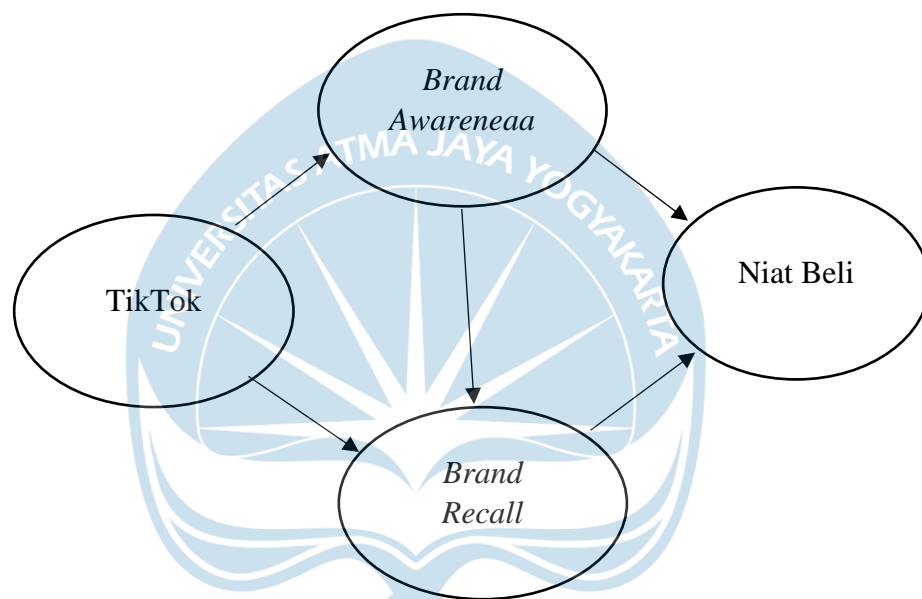 Brand
Awareneaa
UNIVERSITAS ATMA JAYA YOGYAKARTA
Niat Beli
TikTok
Brand
Recall